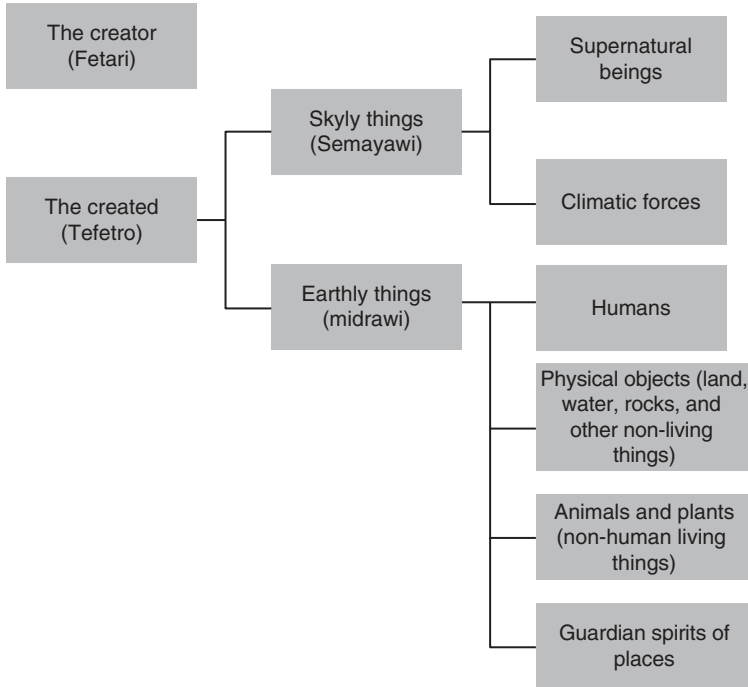 The creator
(Fetari)
The created
(Tefetro)
Skyly things
(Semayawi)
Earthly things
(midrawi)
Supernatural
beings
Climatic forces
Humans
Physical objects (land,
water, rocks, and
other non-living
things)
Animals and plants
(non-human living
things)
Guardian spirits of
places